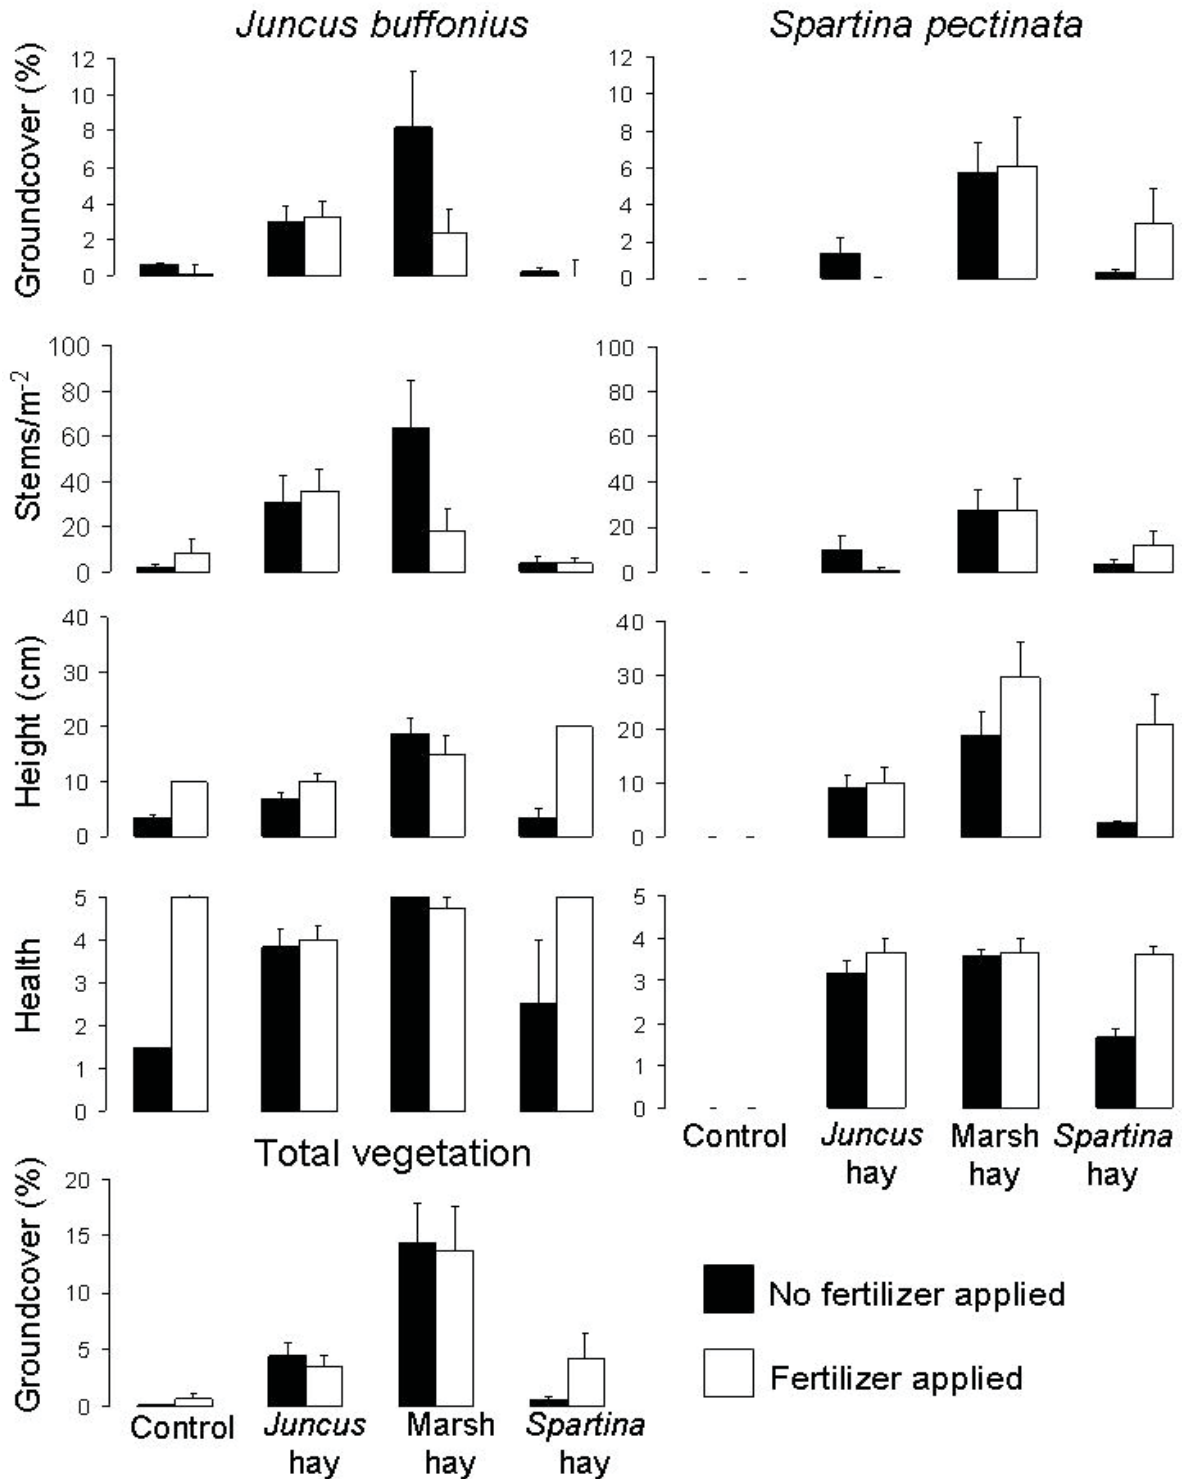 Juncus buffonius
Spartina pectinata
Groundcover (%)
12
10
8
6
4
2
0
12
10
8
6
4
2
0
Stems/m-2
100
80
60
40
20
0
100
80
60
40
20
0
Height (cm)
40
30
20
10
0
40
30
20
10
0
Health
5
4
3
2
1
0
5
4
3
2
1
0
Control
Juncus
hay
Marsh
hay
Spartina
hay
Total vegetation
Groundcover (%)
20
15
10
5
0
Control
Juncus
hay
Marsh
hay
Spartina
hay
No fertilizer applied
Fertilizer applied